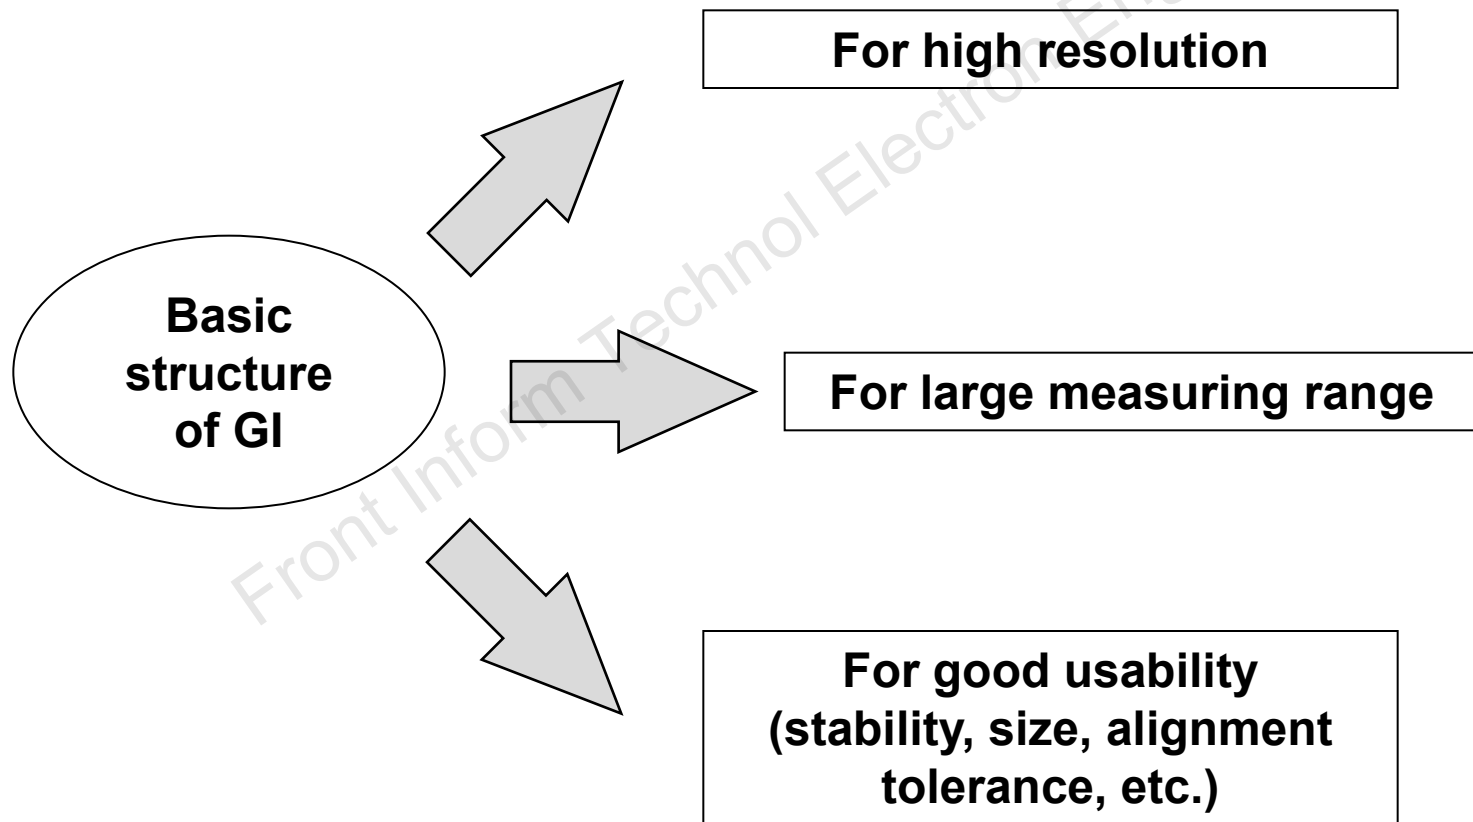 For high resolution
Basic
structure
of GI
For large measuring range
For good usability
(stability, size, alignment
tolerance, etc.)
Front Inform Technol Electron